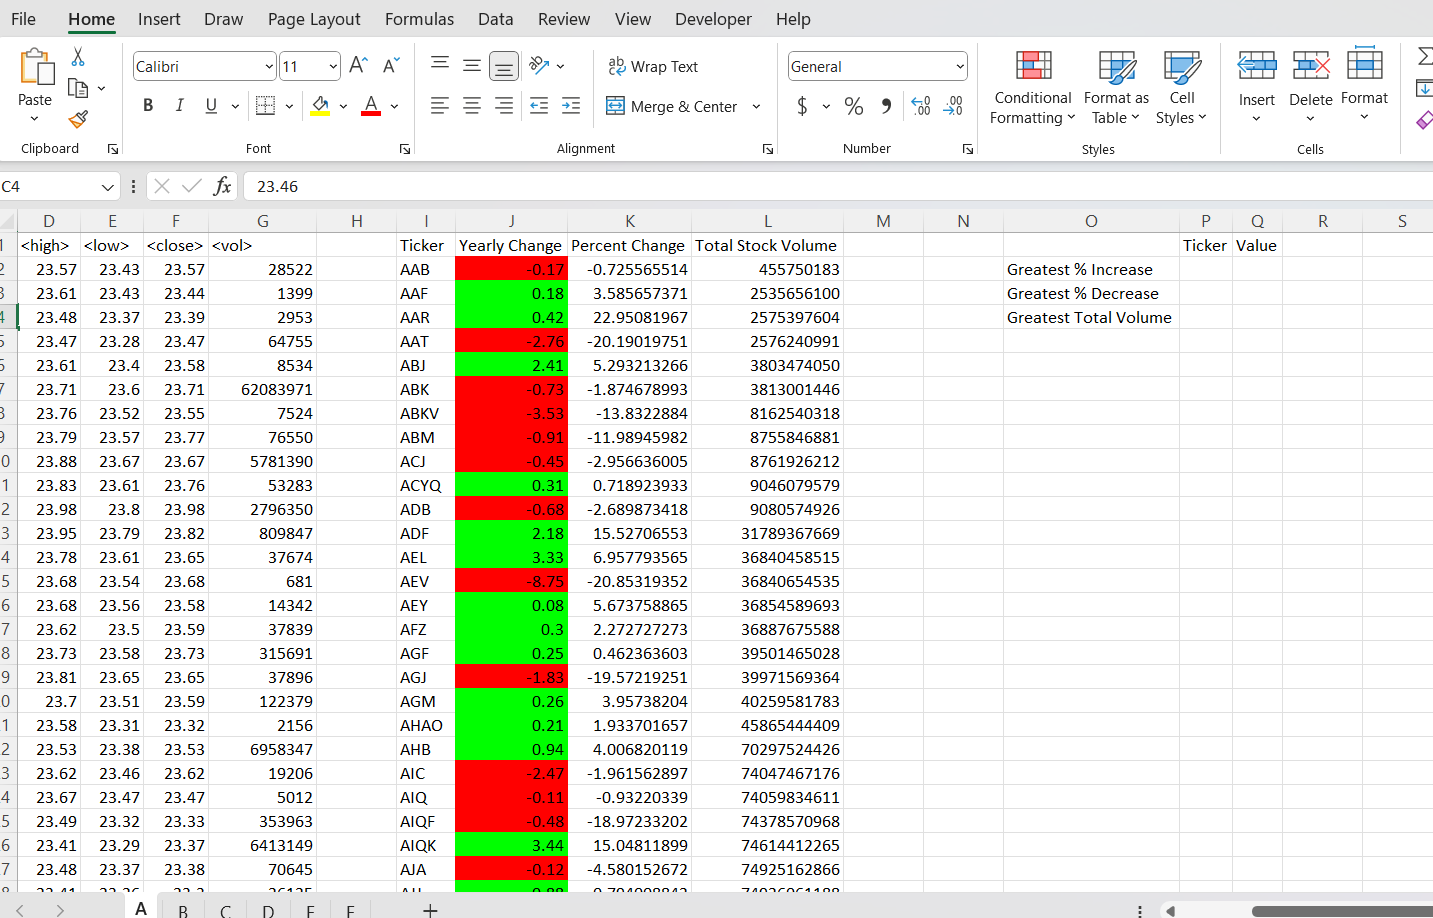 File Home Insert Draw Page Layout Formulas Data Review View Developer Help
Calibri 11 Wrap Text General
Paste B I U Merge & Center $ % Conditional Formatting Format as Table Cell Styles Insert Delete Format
Clipboard Font Alignment Number Styles Cells
C4 fx 23.46
D E F G H I J K L M N O P Q R S
<high> <low> <close> <vol> Ticker Yearly Change Percent Change Total Stock Volume Ticker Value
23.57 23.43 23.57 28522 AAB -0.17 -0.725565514 455750183 Greatest % Increase
23.61 23.43 23.44 1399 AAF 0.18 3.585657371 2535656100 Greatest % Decrease
23.48 23.37 23.39 2953 AAR 0.42 22.95081967 2575397604 Greatest Total Volume
23.47 23.28 23.47 64755 AAT -2.76 -20.19019751 2576240991
23.61 23.4 23.58 8534 ABJ 2.41 5.293213266 3803474050
23.71 23.6 23.71 62083971 ABK -0.73 -1.874678993 3813001446
23.76 23.52 23.55 7524 ABKV -3.53 -13.8322884 8162540318
23.79 23.57 23.77 76550 ABM -0.91 -11.98945982 8755846881
23.88 23.67 23.67 5781390 ACJ -0.45 -2.956636005 8761926212
23.83 23.61 23.76 53283 ACYQ 0.31 0.718923933 9046079579
23.98 23.8 23.98 2796350 ADB -0.68 -2.689873418 9080574926
23.95 23.79 23.82 809847 ADF 2.18 15.52706553 31789367669
23.78 23.61 23.65 37674 AEL 3.33 6.957793565 36840458515
23.68 23.54 23.68 681 AEV -8.75 -20.85319352 36840654535
23.68 23.56 23.58 14342 AEY 0.08 5.673758865 36854589693
23.62 23.5 23.59 37839 AFZ 0.3 2.272727273 36887675588
23.73 23.58 23.73 315691 AGF 0.25 0.462363603 39501465028
23.81 23.65 23.65 37896 AGJ -1.83 -19.57219251 39971569364
23.7 23.51 23.59 122379 AGM 0.26 3.95738204 40259581783
23.58 23.31 23.32 2156 AHAO 0.21 1.933701657 45865444409
23.53 23.38 23.53 6958347 AHB 0.94 4.006820119 70297524426
23.62 23.46 23.62 19206 AIC -2.47 -1.961562897 74047467176
23.67 23.47 23.47 5012 AIQ -0.11 -0.93220339 74059834611
23.49 23.32 23.33 353963 AIQF -0.48 -18.97233202 74378570968
23.41 23.29 23.37 6413149 AIQK 3.44 15.04811899 74614412265
23.48 23.37 23.38 70645 AJA -0.12 -4.580152672 74925162866
A B C D